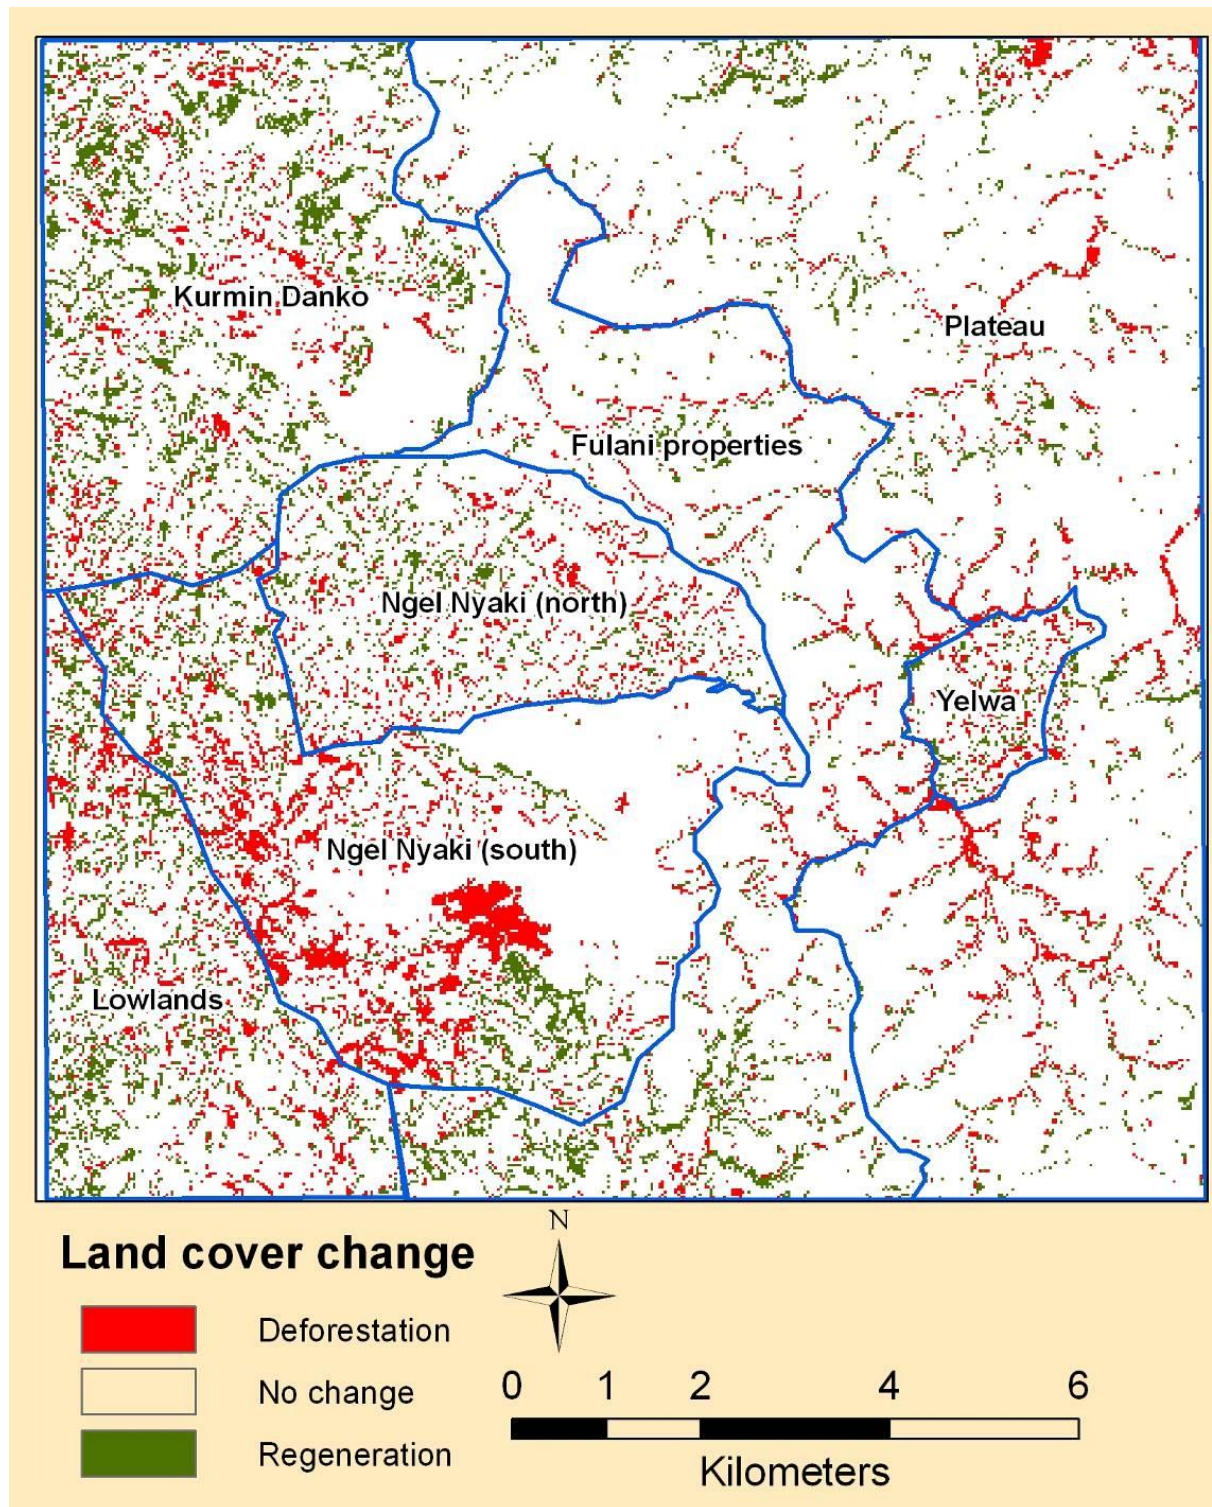 Kurmin Danko
Plateau
Fulani properties
Ngel Nyaki (north)
Yelwa
Ngel Nyaki (south)
Lowlands
N
Land cover change
Deforestation
No change
Regeneration
0 1 2 4 6
Kilometers